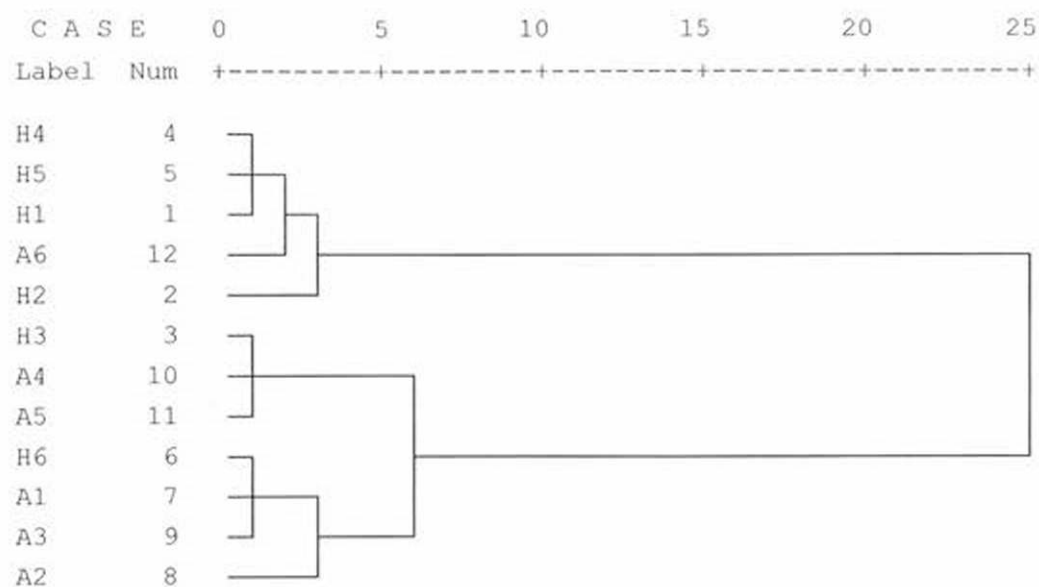 C A S E 0 5 10 15 20 25
Label Num +---------+---------+---------+---------+---------+
H4 4
H5 5
H1 1
A6 12
H2 2
H3 3
A4 10
A5 11
H6 6
A1 7
A3 9
A2 8